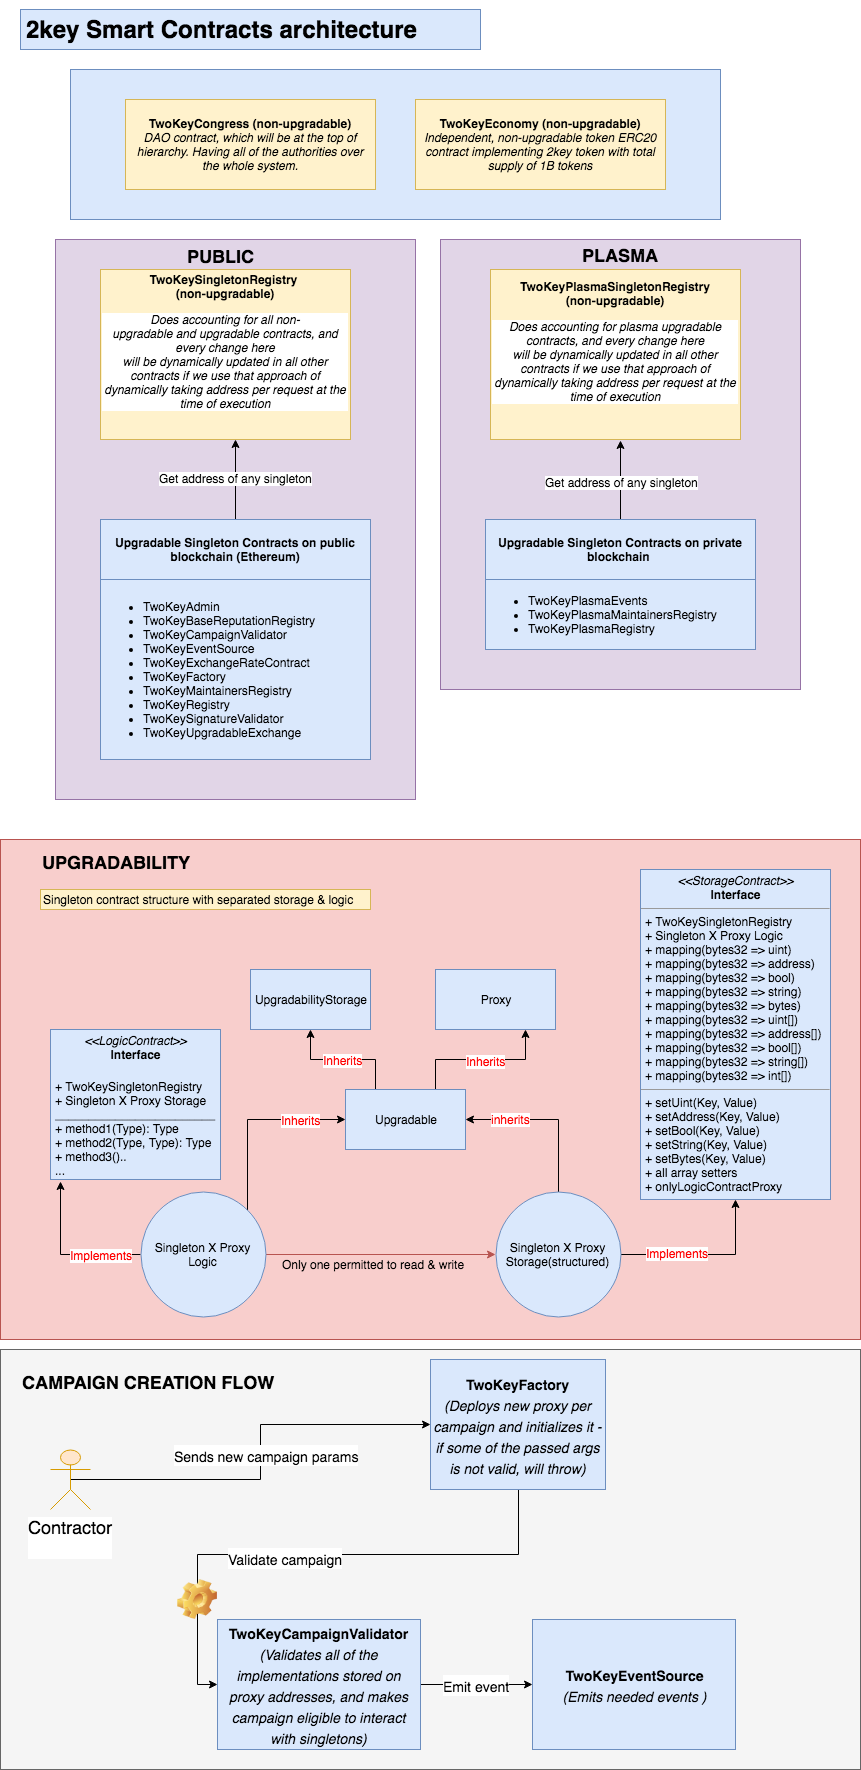 2key Smart Contracts architecture
TwoKeyCongress (non-upgradable)
DAO contract, which will be at the top of
hierarchy. Having all of the authorities over
the whole system.
TwoKeyEconomy (non-upgradable)
Independent, non-upgradable token ERC20
contract implementing 2key token with total
supply of 1B tokens
PUBLIC
TwoKeySingletonRegistry
(non-upgradable)
Does accounting for all non-
upgradable and upgradable contracts, and
every change here
will be dynamically updated in all other
contracts if we use that approach of
dynamically taking address per request at the
time of execution
Get address of any singleton
Upgradable Singleton Contracts on public
blockchain (Ethereum)
• TwoKeyAdmin
• TwoKeyBaseReputationRegistry
• TwoKeyCampaignValidator
• TwoKeyEventSource
• TwoKeyExchangeRateContract
• TwoKeyFactory
• TwoKeyMaintainersRegistry
• TwoKeyRegistry
• TwoKeySignatureValidator
• TwoKeyUpgradableExchange
PLASMA
TwoKeyPlasmaSingletonRegistry
(non-upgradable)
Does accounting for plasma upgradable
contracts, and every change here
will be dynamically updated in all other
contracts if we use that approach of
dynamically taking address per request at the
time of execution
Get address of any singleton
Upgradable Singleton Contracts on private
blockchain
• TwoKeyPlasmaEvents
• TwoKeyPlasmaMaintainersRegistry
• TwoKeyPlasmaRegistry
UPGRADABILITY
Singleton contract structure with separated storage & logic
<<StorageContract>>
Interface
+ TwoKeySingletonRegistry
+ Singleton X Proxy Logic
+ mapping(bytes32 => uint)
+ mapping(bytes32 => address)
+ mapping(bytes32 => bool)
+ mapping(bytes32 => string)
+ mapping(bytes32 => bytes)
+ mapping(bytes32 => uint[])
+ mapping(bytes32 => address[])
+ mapping(bytes32 => bool[])
+ mapping(bytes32 => string[])
+ mapping(bytes32 => int[])
+ setUint(Key, Value)
+ setAddress(Key, Value)
+ setBool(Key, Value)
+ setString(Key, Value)
+ setBytes(Key, Value)
+ all array setters
+ onlyLogicContractProxy
UpgradabilityStorage
Proxy
<<LogicContract>>
Interface
+ TwoKeySingletonRegistry
+ Singleton X Proxy Storage
+ method1(Type): Type
+ method2(Type, Type): Type
+ method3()..
...
Inherits
Inherits
Upgradable
Inherits
inherits
Singleton X Proxy
Logic
Singleton X Proxy
Storage(structured)
Implements
Only one permitted to read & write
Implements
CAMPAIGN CREATION FLOW
TwoKeyFactory
(Deploys new proxy per
campaign and initializes it -
if some of the passed args
is not valid, will throw)
Sends new campaign params
Contractor
Validate campaign
TwoKeyCampaignValidator
(Validates all of the
implementations stored on
proxy addresses, and makes
campaign eligible to interact
with singletons)
Emit event
TwoKeyEventSource
(Emits needed events )